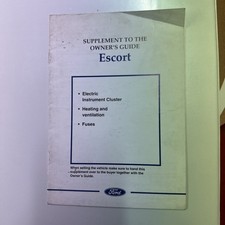 SUPPLEMENT TO THE
OWNER'S GUIDE
Escort
• Electric
Instrument Cluster
• Heating and
ventilation
• Fuses
When selling the vehicle make sure to hand this
supplement over to the buyer together with the
Owner's Guide.
Ford